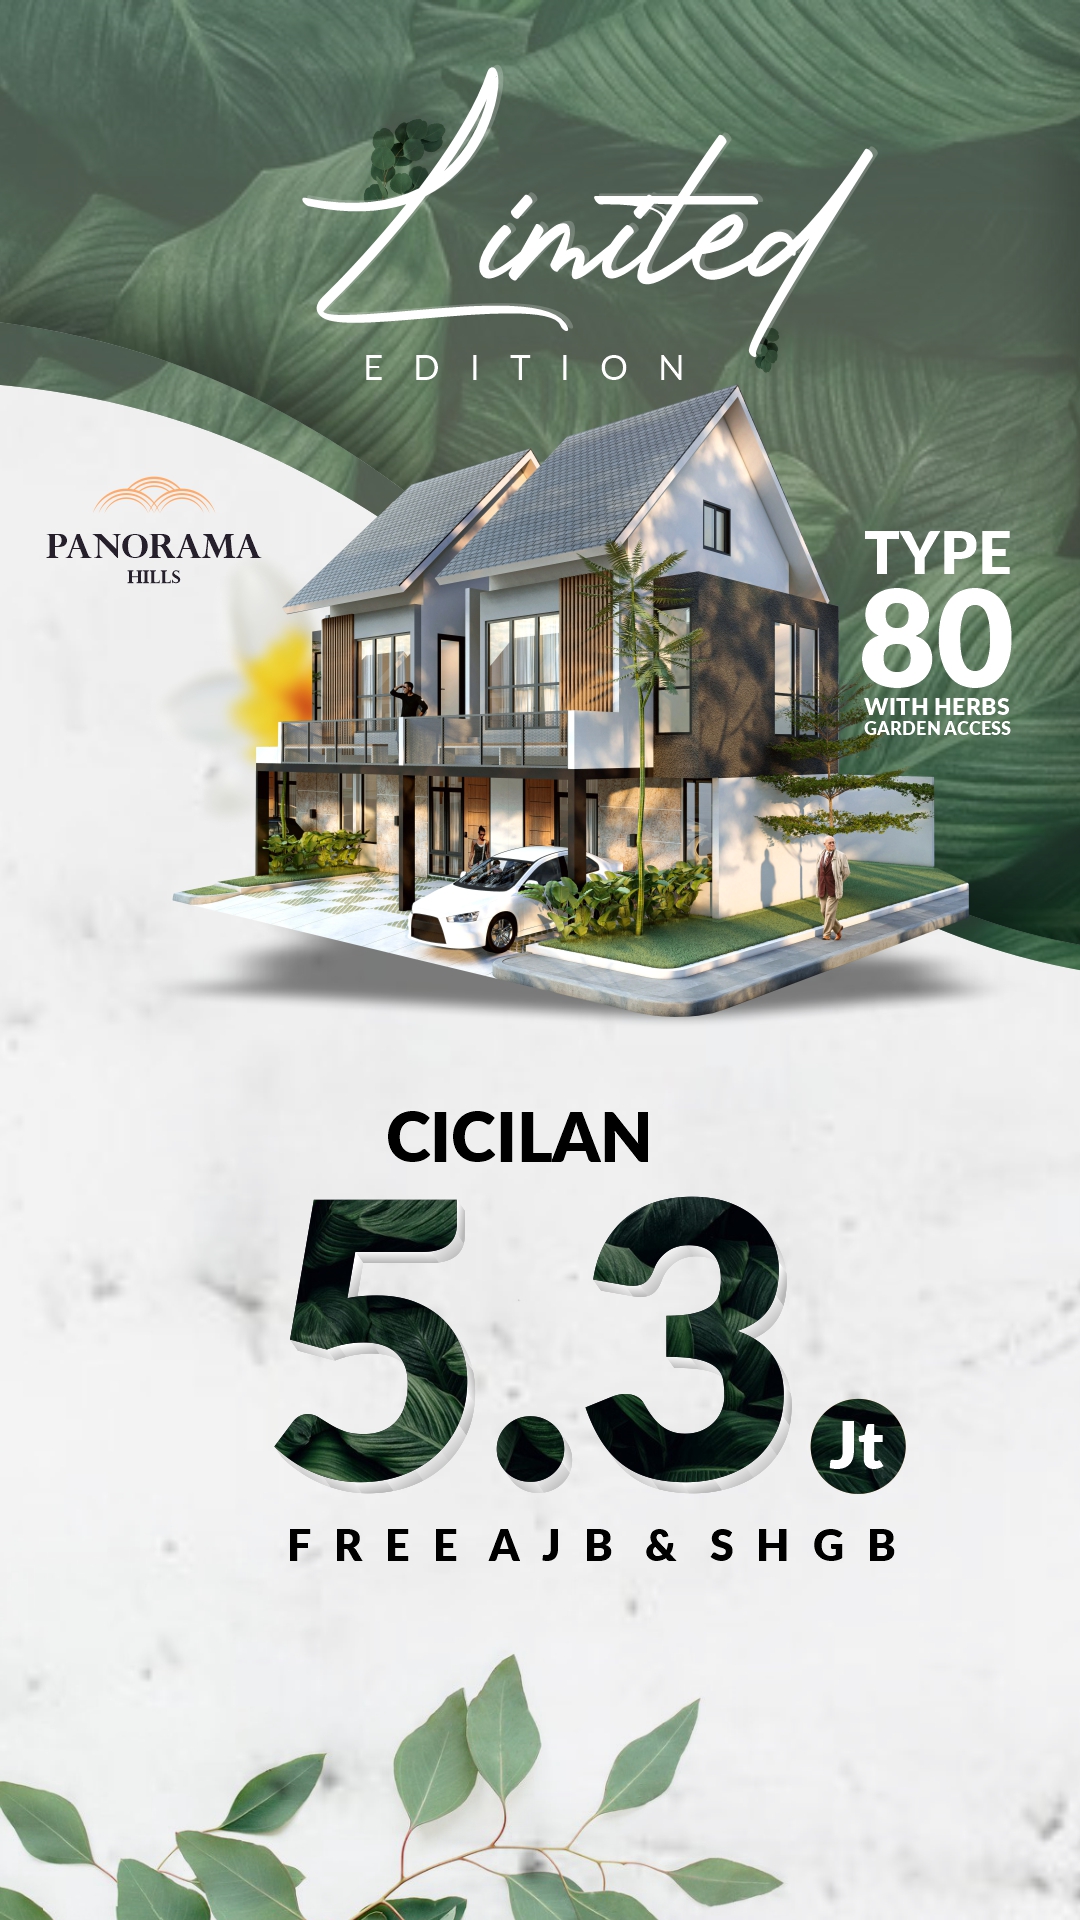 Limited
EDITION
PANORAMA
HILLS
TYPE
80
WITH HERBS
GARDEN ACCESS
CICILAN
5.3.Jt
FREE AJB & SHGB